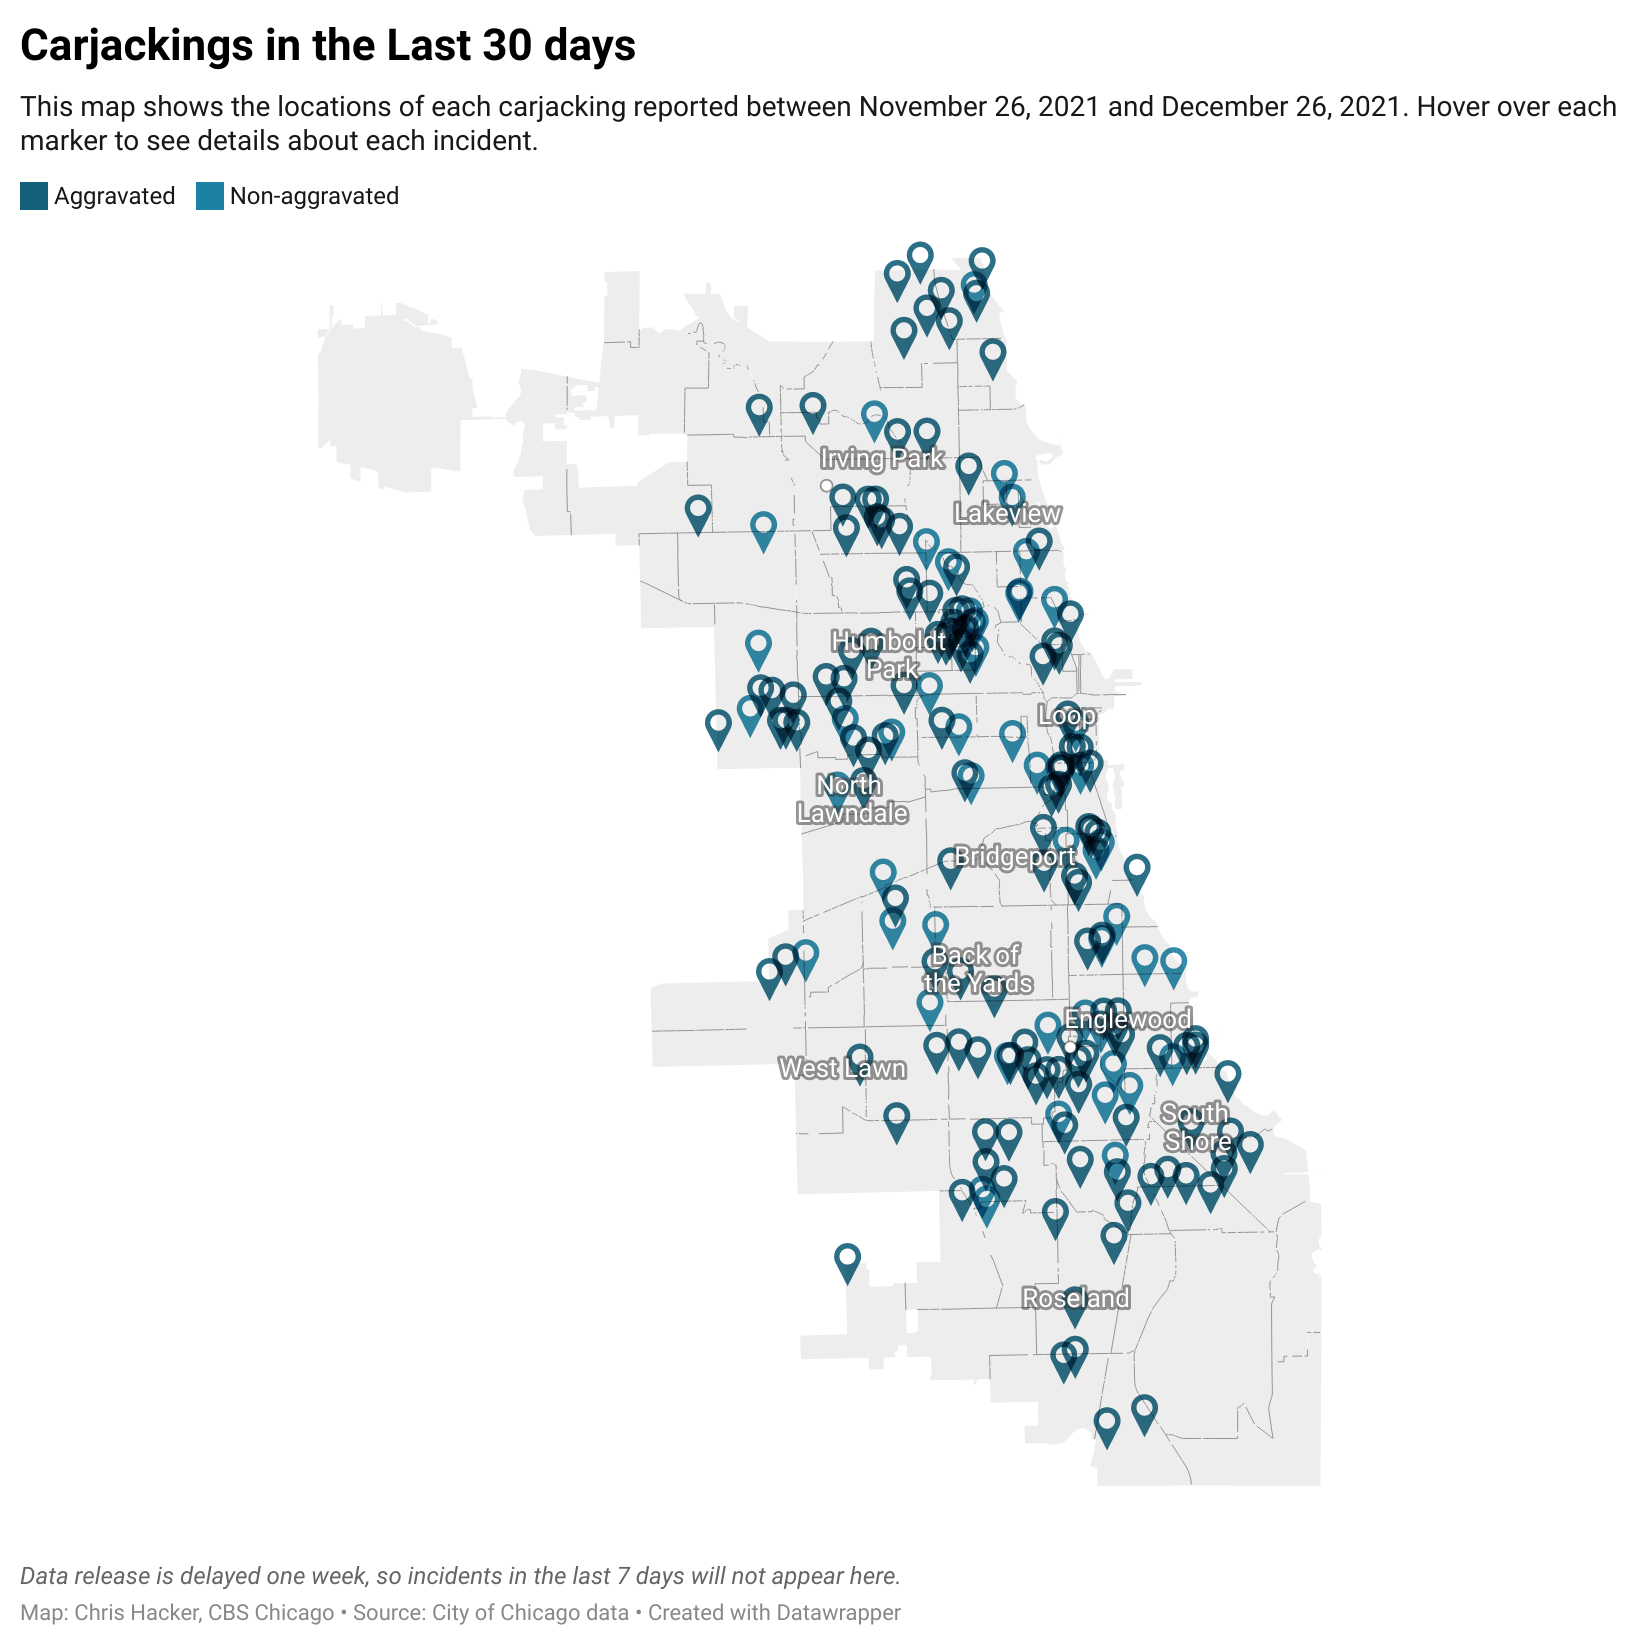 Carjackings in the Last 30 days
This map shows the locations of each carjacking reported between November 26, 2021 and December 26, 2021. Hover over each
marker to see details about each incident.
Aggravated Non-aggravated
Irving Park
Lakeview
Humboldt
Park
Loop
North
Lawndale
Bridgeport
Back of
the Yards
Englewood
West Lawn
South
Shore
Roseland
Data release is delayed one week, so incidents in the last 7 days will not appear here.
Map: Chris Hacker, CBS Chicago • Source: City of Chicago data • Created with Datawrapper